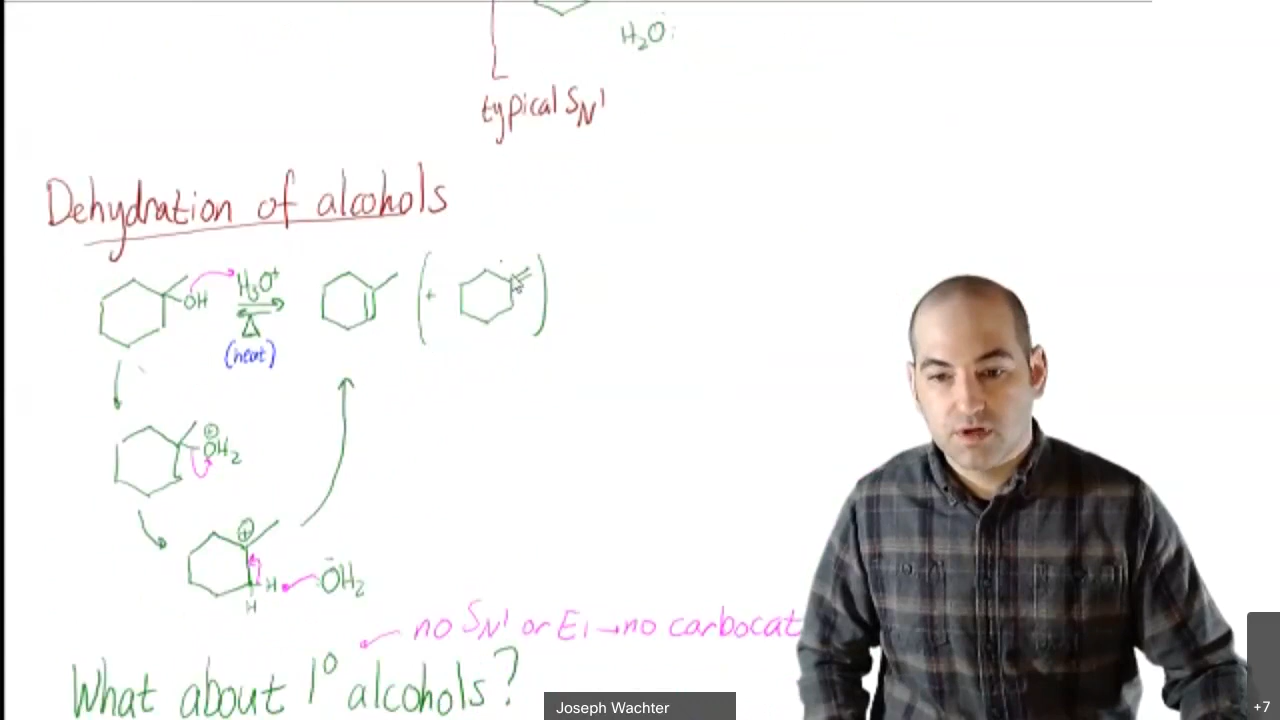 H₂O:
typical SN1
Dehydration of alcohols
OH
H₃O⁺
Δ
(heat)
+
⊕
OH₂
⊕
H
H
OH₂
no SN1 or E1 → no carbocat
What about 1° alcohols?
Joseph Wachter
+7